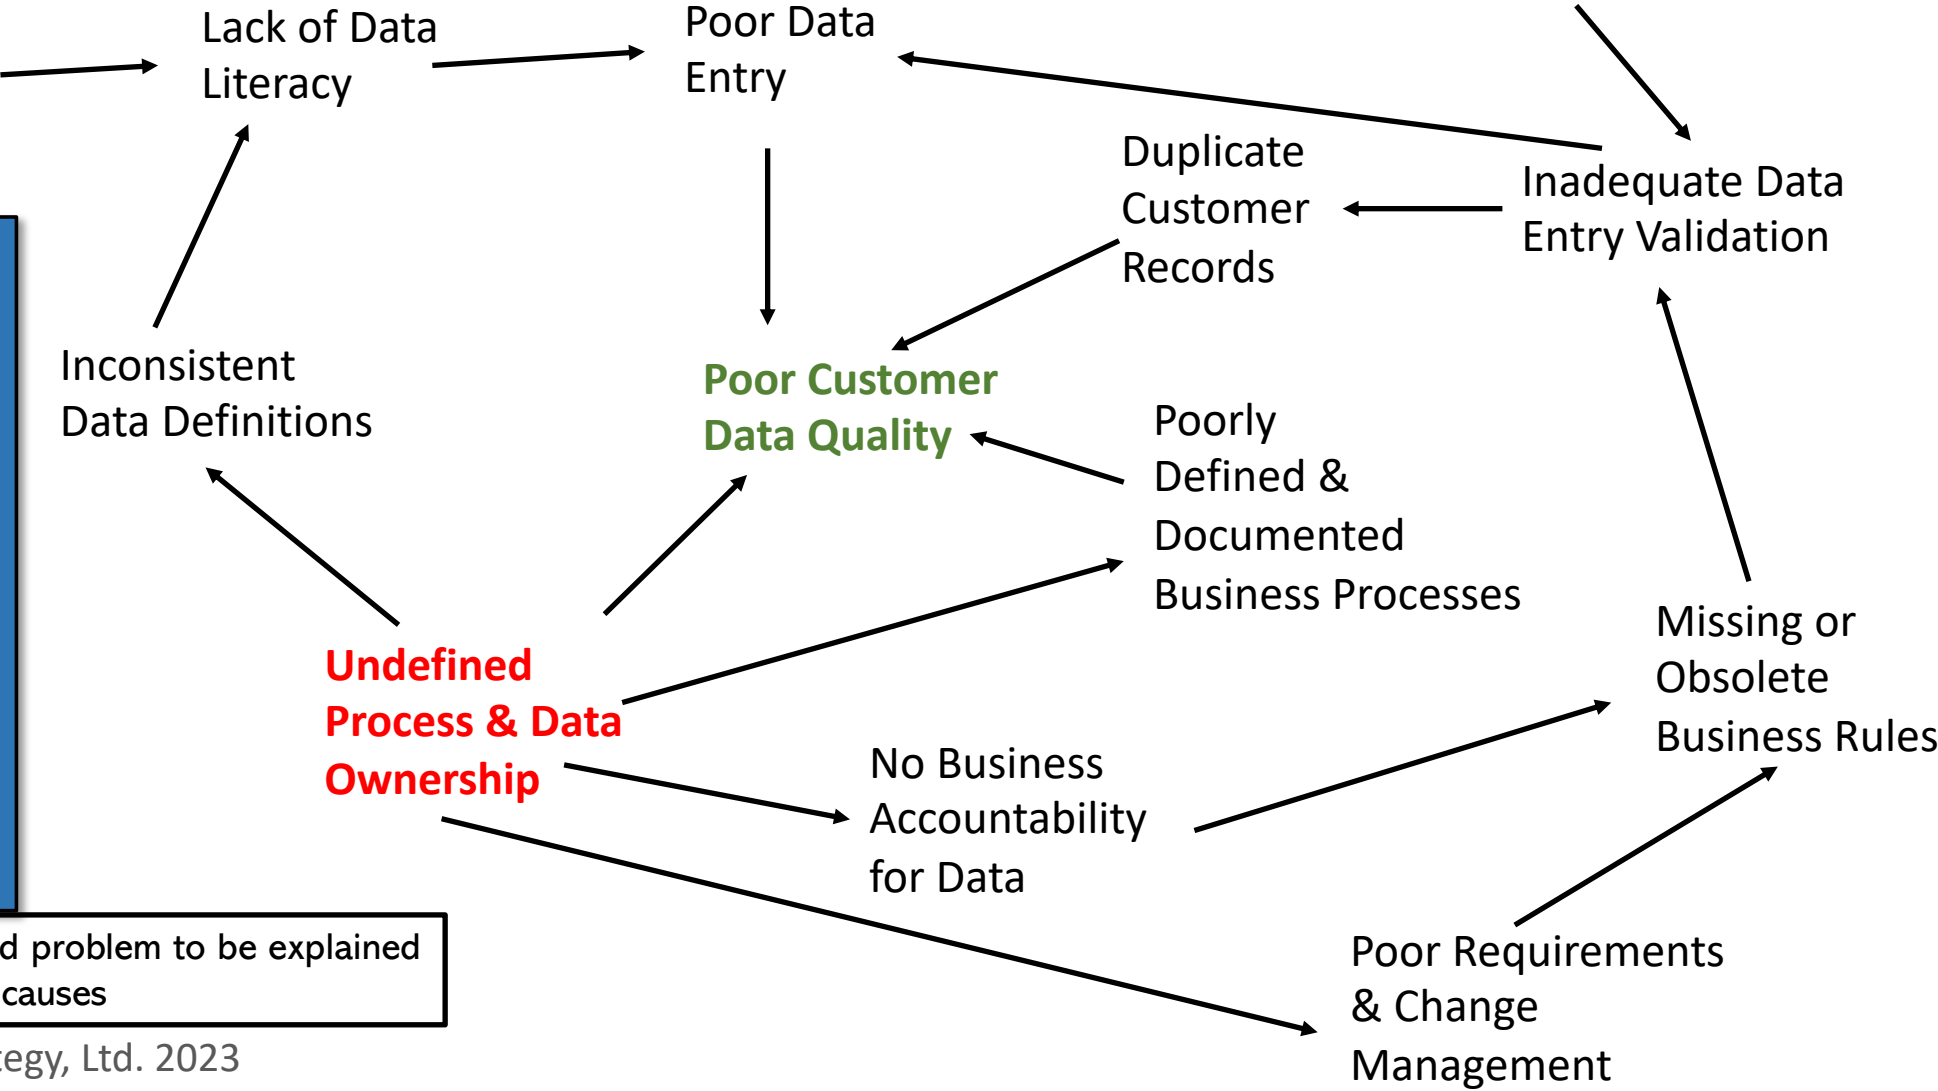 Lack of Data
Literacy
Poor Data
Entry
Duplicate
Customer
Records
Inadequate Data
Entry Validation
Inconsistent
Data Definitions
Poor Customer
Data Quality
Poorly
Defined &
Documented
Business Processes
Undefined
Process & Data
Ownership
No Business
Accountability
for Data
Missing or
Obsolete
Business Rules
Poor Requirements
& Change
Management
d problem to be explained
causes
tegy, Ltd. 2023